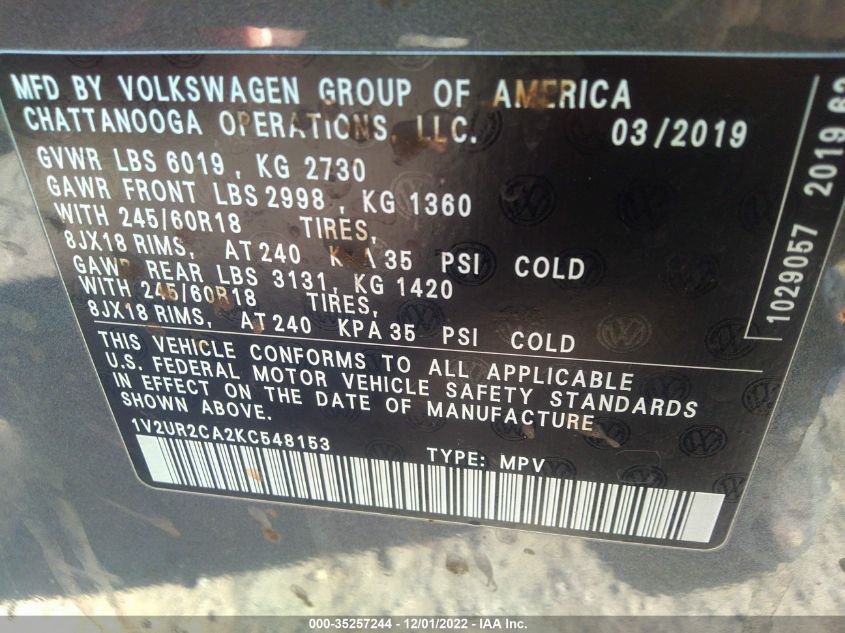 MFD BY VOLKSWAGEN GROUP OF AMERICA
CHATTANOOGA OPERATIONS, LLC.
03/2019
GVWR LBS 6019, KG 2730
GAWR FRONT LBS 2998, KG 1360
WITH 245/60R18 TIRES,
8JX18 RIMS, AT 240 KPA 35 PSI COLD
GAWR REAR LBS 3131, KG 1420
WITH 245/60R18 TIRES,
8JX18 RIMS, AT 240 KPA 35 PSI COLD
THIS VEHICLE CONFORMS TO ALL APPLICABLE
U.S. FEDERAL MOTOR VEHICLE SAFETY STANDARDS
IN EFFECT ON THE DATE OF MANUFACTURE
SHOWN ABOVE.
1V2UR2CA2KC548153
TYPE: MPV
1029057 2019
000-35257244 - 12/01/2022 - IAA Inc.